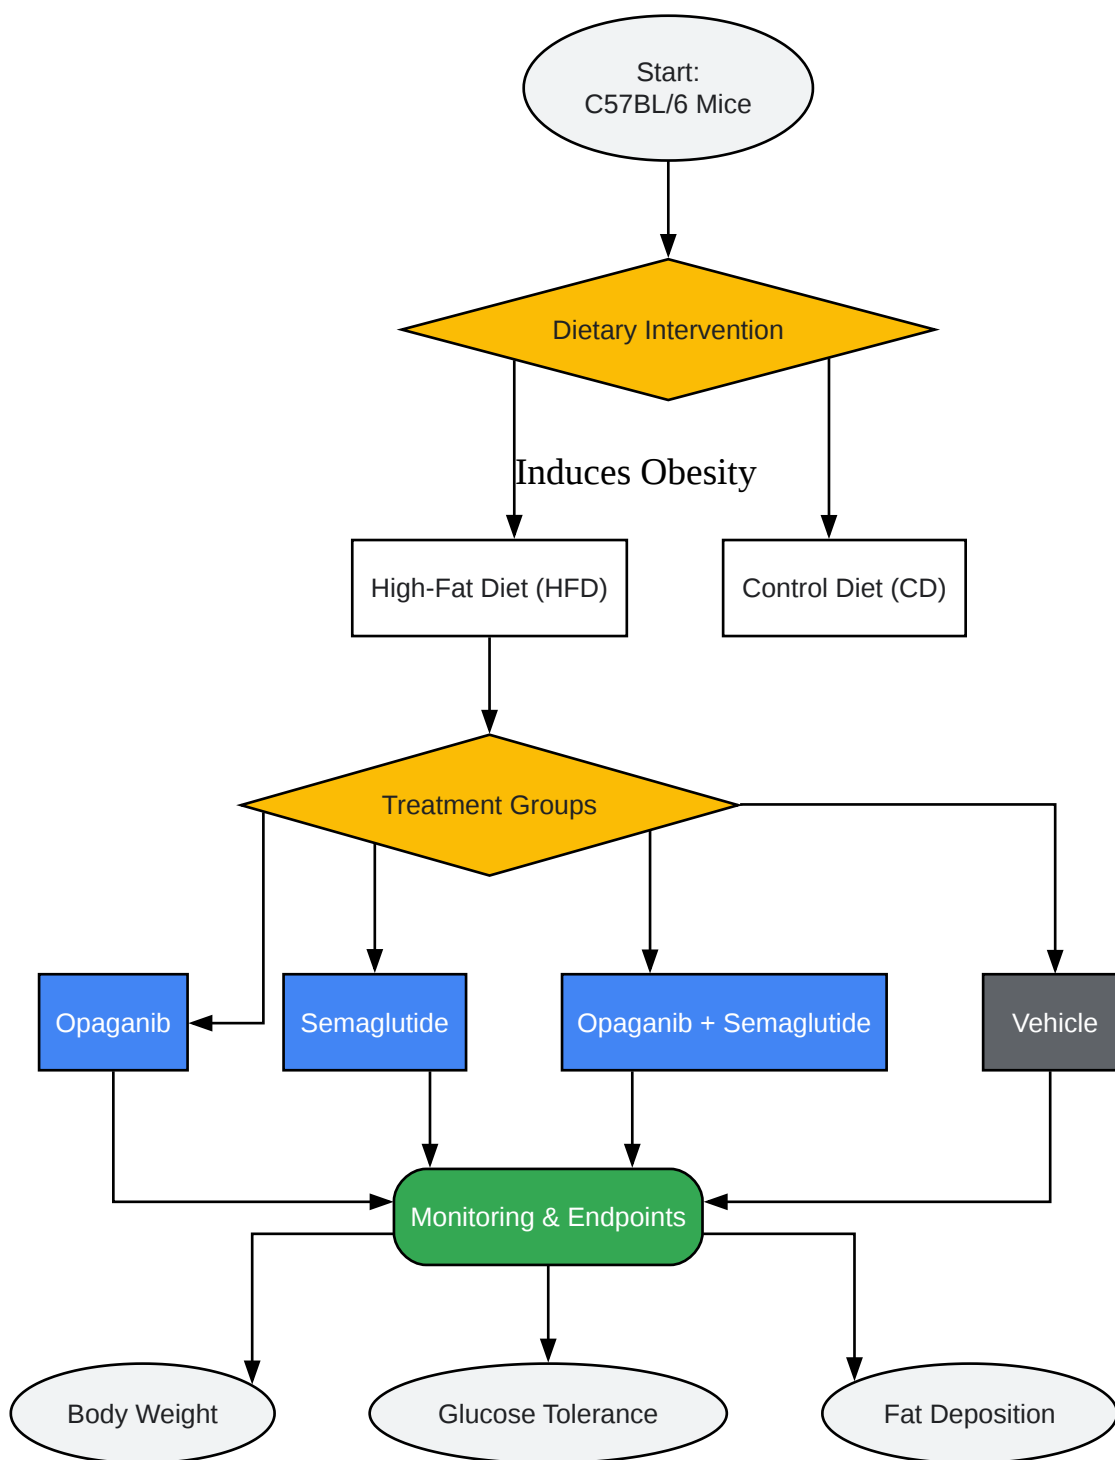 Start:
C57BL/6 Mice
Dietary Intervention
Induces Obesity
High-Fat Diet (HFD)
Control Diet (CD)
Treatment Groups
Opaganib
Semaglutide
Opaganib + Semaglutide
Vehicle
Monitoring & Endpoints
Body Weight
Glucose Tolerance
Fat Deposition